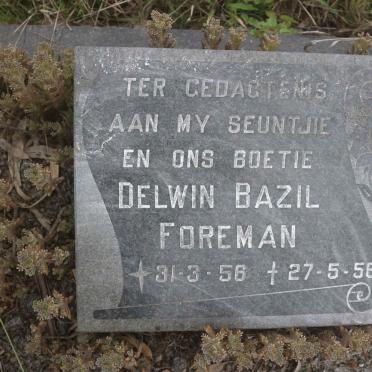 TER GEDAGTENIS
AAN MY SEUNTJIE
EN ONS BOETIE
DELWIN BAZIL
FOREMAN
31-3-56 † 27-5-56